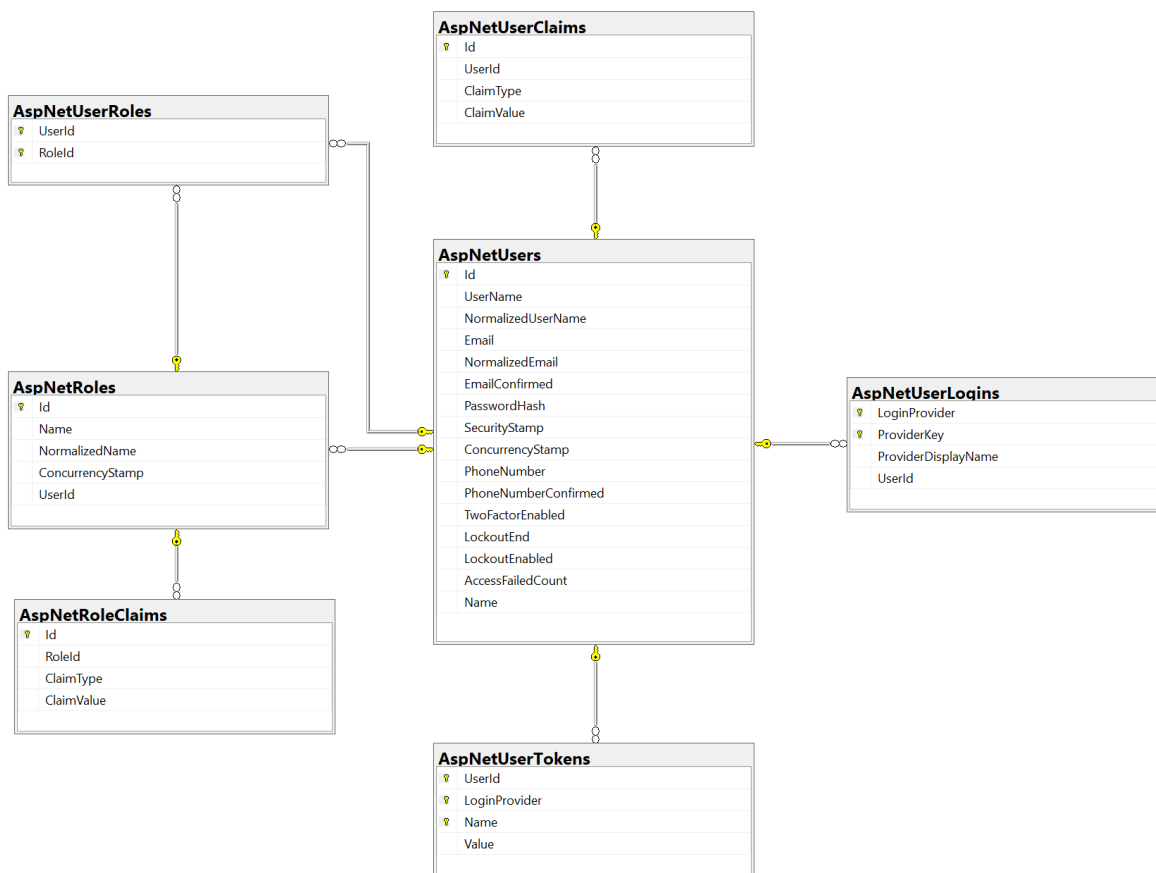 AspNetUserClaims
Id
UserId
ClaimType
ClaimValue
AspNetUserRoles
UserId
RoleId
AspNetUsers
Id
UserName
NormalizedUserName
Email
NormalizedEmail
EmailConfirmed
PasswordHash
SecurityStamp
ConcurrencyStamp
PhoneNumber
PhoneNumberConfirmed
TwoFactorEnabled
LockoutEnd
LockoutEnabled
AccessFailedCount
Name
AspNetRoles
Id
Name
NormalizedName
ConcurrencyStamp
UserId
AspNetUserLogins
LoginProvider
ProviderKey
ProviderDisplayName
UserId
AspNetRoleClaims
Id
RoleId
ClaimType
ClaimValue
AspNetUserTokens
UserId
LoginProvider
Name
Value